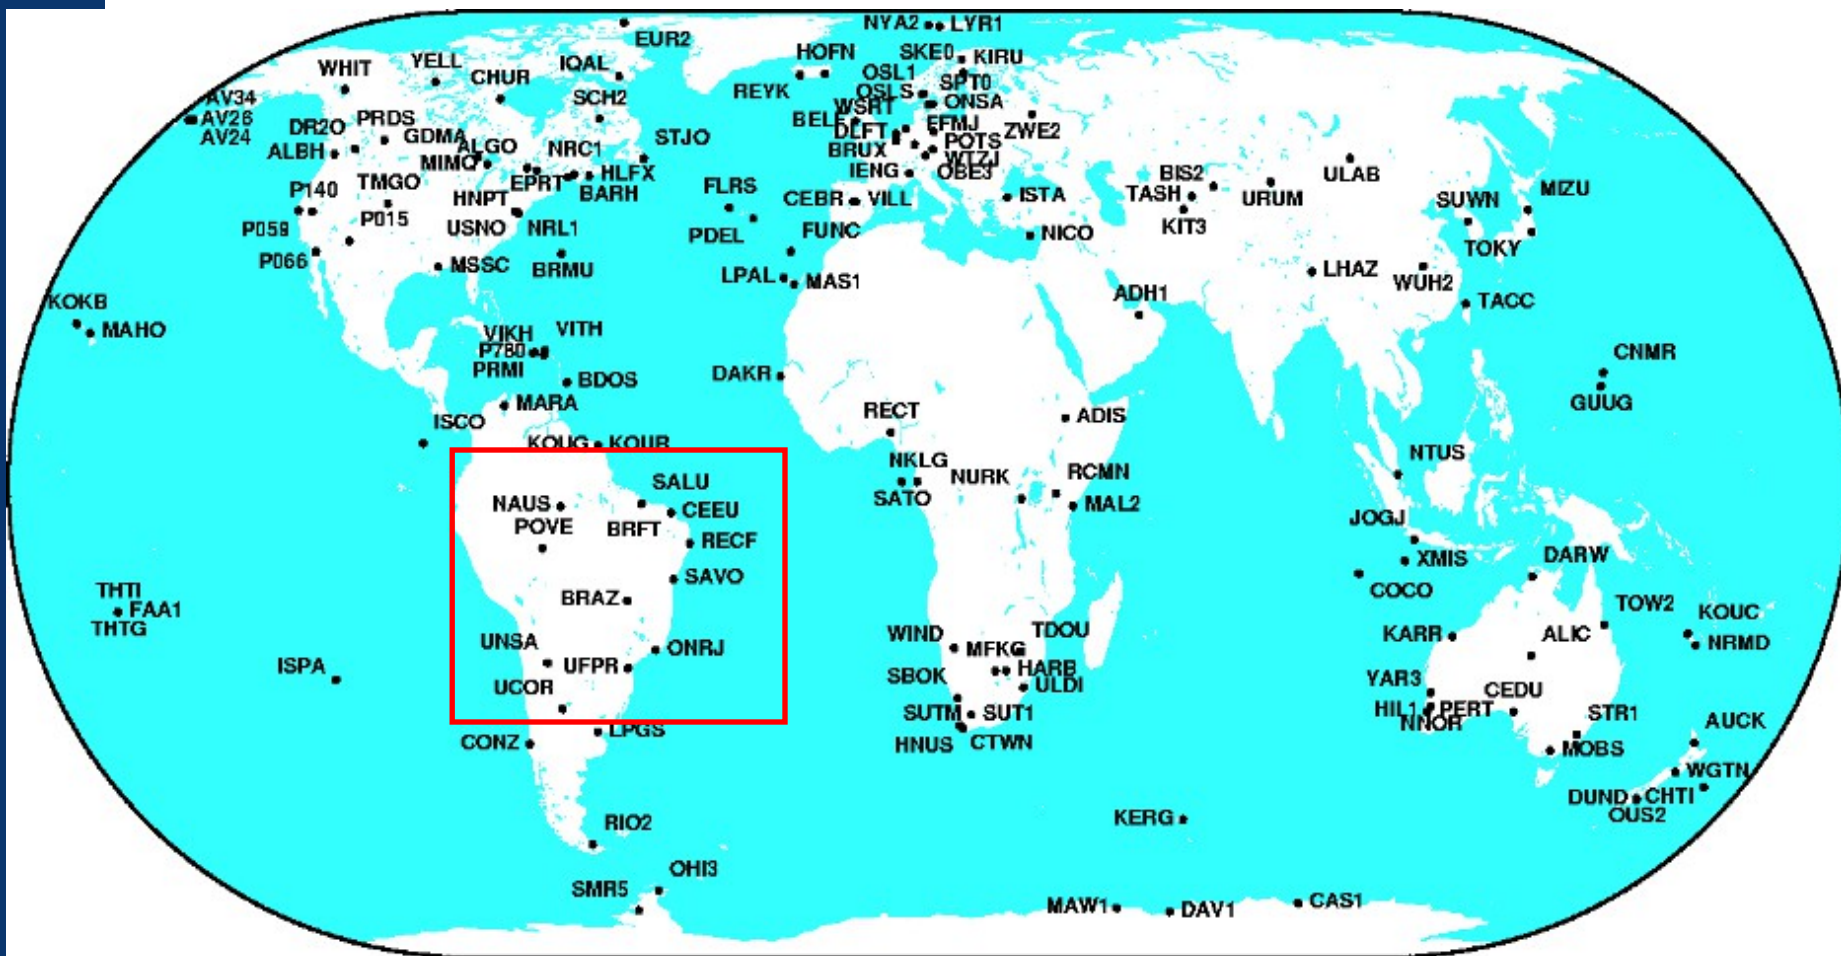 NYA2 LYR1
EUR2
HOFN
SKE0 KIRU
YELL
IQAL
WHIT
CHUR
OSL1
SPT0
REYK
OSLS
AV34
SCH2
WSRT ONSA
AV26
PRDS
BELF
EFMJ
AV24
DR2O
GDMA
STJO
DLFT POTS ZWE2
ALBH
ALGO
NRC1
BRUX
WTZJ
MIMQ
IENG OBE3
ULAB
TMGO
EPRT HLFX
BIS2
P140
BARH
FLRS
TASH
URUM
MIZU
HNPT
CEBR VILL
ISTA
SUWN
P059
P015
USNO NRL1
PDEL
FUNC
KIT3
NICO
TOKY
P066
MSSC
BRMU
LPAL
LHAZ
WUH2
MAS1
ADH1
KOKB
TACC
MAHO
VIKH VITH
P780
CNMR
PRMI
DAKR
BDOS
GUUG
MARA
RECT
ADIS
ISCO
KOUG KOUR
NTUS
NKLG
NURK
RCMN
SALU
SATO
NAUS
CEEU
MAL2
POVE
BRFT
JOGJ
RECF
XMIS
DARW
SAVO
COCO
THTI
BRAZ
TOW2
FAA1
KOUC
THTG
WIND
TDOU
KARR
ALIC
UNSA
ONRJ
MFKG
NRMD
ISPA
UFPR
SBOK
HARB
YAR3
UCOR
ULDI
CEDU
SUTM SUT1
HIL1 PERT
STR1
NNOR
AUCK
CONZ
LPGS
HNUS CTWN
MOBS
WGTN
DUND CHTI
OUS2
RIO2
KERG
OHI3
SMR5
MAW1
DAV1
CAS1